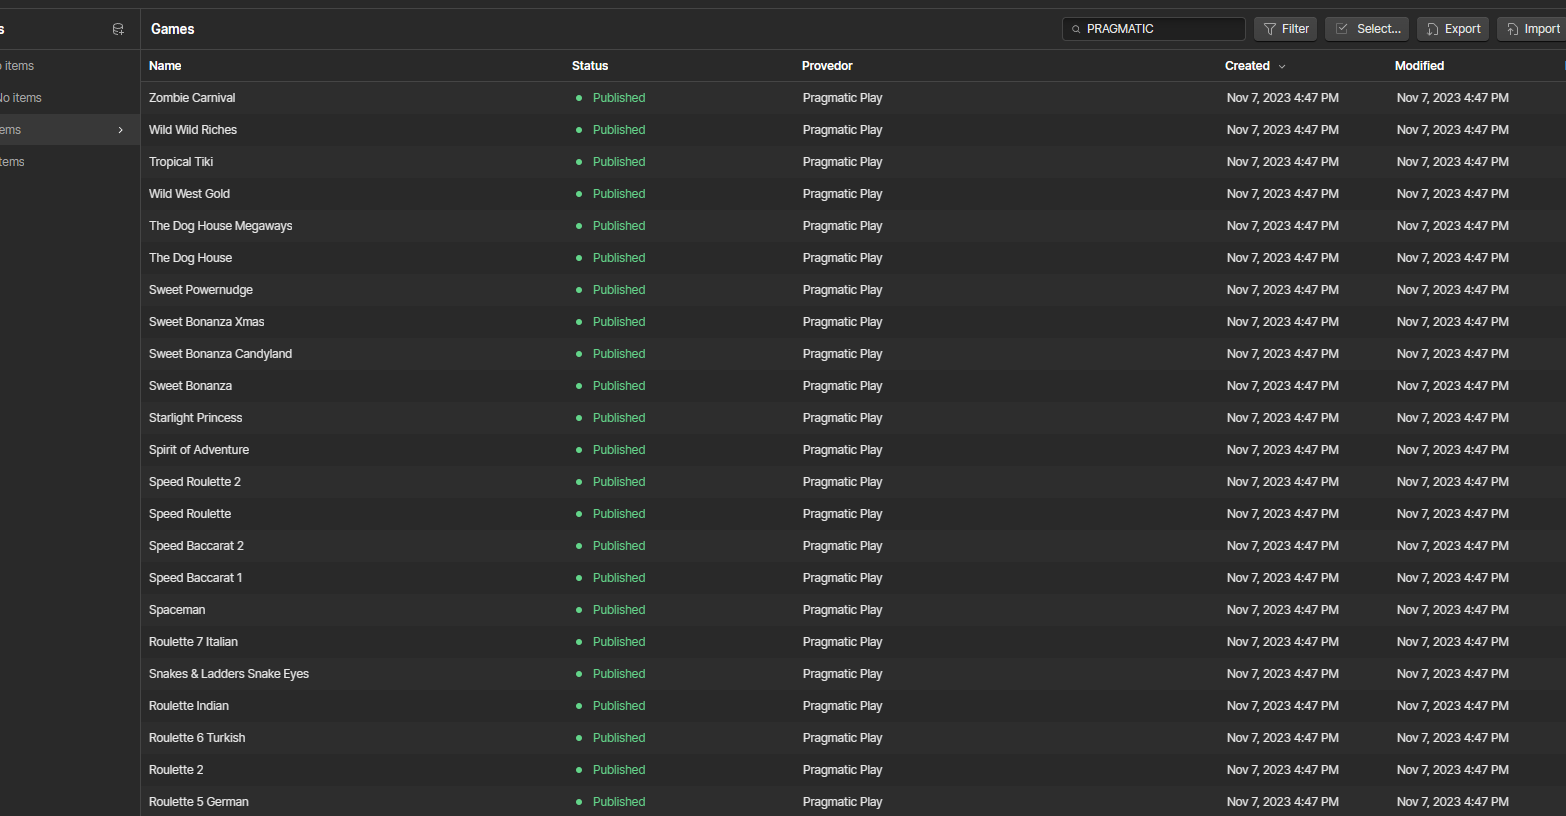 s
Games
PRAGMATIC
Filter
Select...
Export
Import
o items
No items
ems
tems
Name Status Provedor Created Modified
Zombie Carnival Published Pragmatic Play Nov 7, 2023 4:47 PM Nov 7, 2023 4:47 PM
Wild Wild Riches Published Pragmatic Play Nov 7, 2023 4:47 PM Nov 7, 2023 4:47 PM
Tropical Tiki Published Pragmatic Play Nov 7, 2023 4:47 PM Nov 7, 2023 4:47 PM
Wild West Gold Published Pragmatic Play Nov 7, 2023 4:47 PM Nov 7, 2023 4:47 PM
The Dog House Megaways Published Pragmatic Play Nov 7, 2023 4:47 PM Nov 7, 2023 4:47 PM
The Dog House Published Pragmatic Play Nov 7, 2023 4:47 PM Nov 7, 2023 4:47 PM
Sweet Powernudge Published Pragmatic Play Nov 7, 2023 4:47 PM Nov 7, 2023 4:47 PM
Sweet Bonanza Xmas Published Pragmatic Play Nov 7, 2023 4:47 PM Nov 7, 2023 4:47 PM
Sweet Bonanza Candyland Published Pragmatic Play Nov 7, 2023 4:47 PM Nov 7, 2023 4:47 PM
Sweet Bonanza Published Pragmatic Play Nov 7, 2023 4:47 PM Nov 7, 2023 4:47 PM
Starlight Princess Published Pragmatic Play Nov 7, 2023 4:47 PM Nov 7, 2023 4:47 PM
Spirit of Adventure Published Pragmatic Play Nov 7, 2023 4:47 PM Nov 7, 2023 4:47 PM
Speed Roulette 2 Published Pragmatic Play Nov 7, 2023 4:47 PM Nov 7, 2023 4:47 PM
Speed Roulette Published Pragmatic Play Nov 7, 2023 4:47 PM Nov 7, 2023 4:47 PM
Speed Baccarat 2 Published Pragmatic Play Nov 7, 2023 4:47 PM Nov 7, 2023 4:47 PM
Speed Baccarat 1 Published Pragmatic Play Nov 7, 2023 4:47 PM Nov 7, 2023 4:47 PM
Spaceman Published Pragmatic Play Nov 7, 2023 4:47 PM Nov 7, 2023 4:47 PM
Roulette 7 Italian Published Pragmatic Play Nov 7, 2023 4:47 PM Nov 7, 2023 4:47 PM
Snakes & Ladders Snake Eyes Published Pragmatic Play Nov 7, 2023 4:47 PM Nov 7, 2023 4:47 PM
Roulette Indian Published Pragmatic Play Nov 7, 2023 4:47 PM Nov 7, 2023 4:47 PM
Roulette 6 Turkish Published Pragmatic Play Nov 7, 2023 4:47 PM Nov 7, 2023 4:47 PM
Roulette 2 Published Pragmatic Play Nov 7, 2023 4:47 PM Nov 7, 2023 4:47 PM
Roulette 5 German Published Pragmatic Play Nov 7, 2023 4:47 PM Nov 7, 2023 4:47 PM